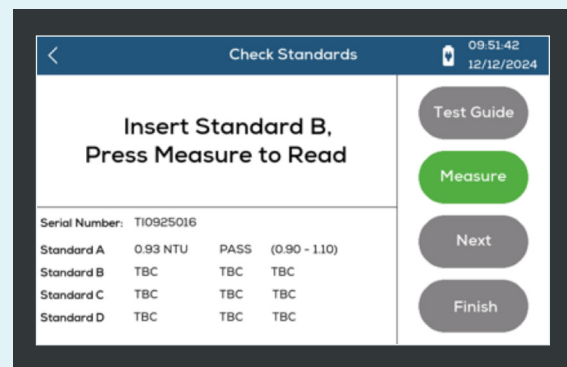 Check Standards
09:51:42
12/12/2024
Insert Standard B,
Press Measure to Read
Test Guide
Measure
Next
Finish
Serial Number: TI0925016
Standard A 0.93 NTU PASS (0.90 - 1.10)
Standard B TBC TBC TBC
Standard C TBC TBC TBC
Standard D TBC TBC TBC